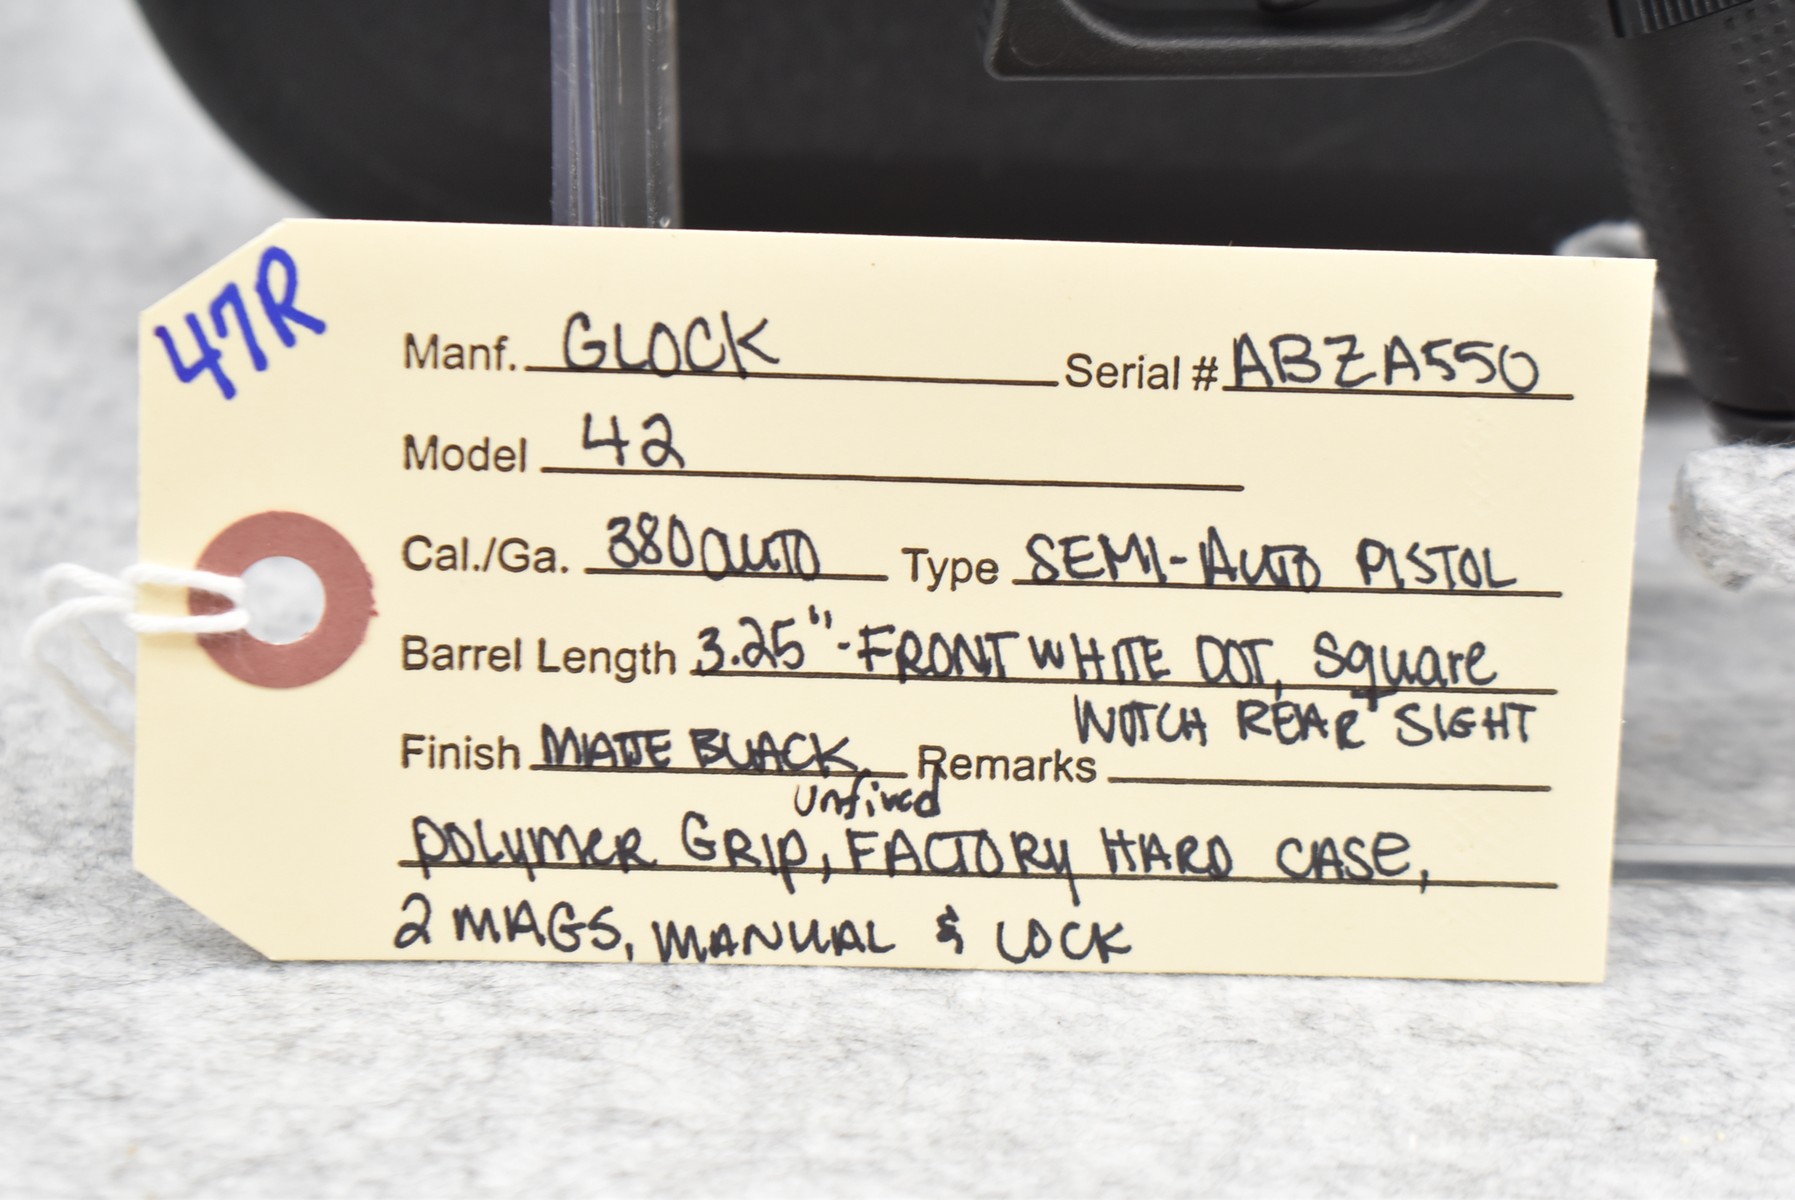 47R
Manf. GLOCK Serial # ABZA550
Model 42
Cal./Ga. 380 auto Type SEMI-AUTO PISTOL
Barrel Length 3.25" - FRONT WHITE DOT, Square
NOTCH REAR SIGHT
Finish MATTE BLACK, Remarks
unfired
POLYMER GRIP, FACTORY HARD CASE,
2 MAGS, MANUAL & LOCK